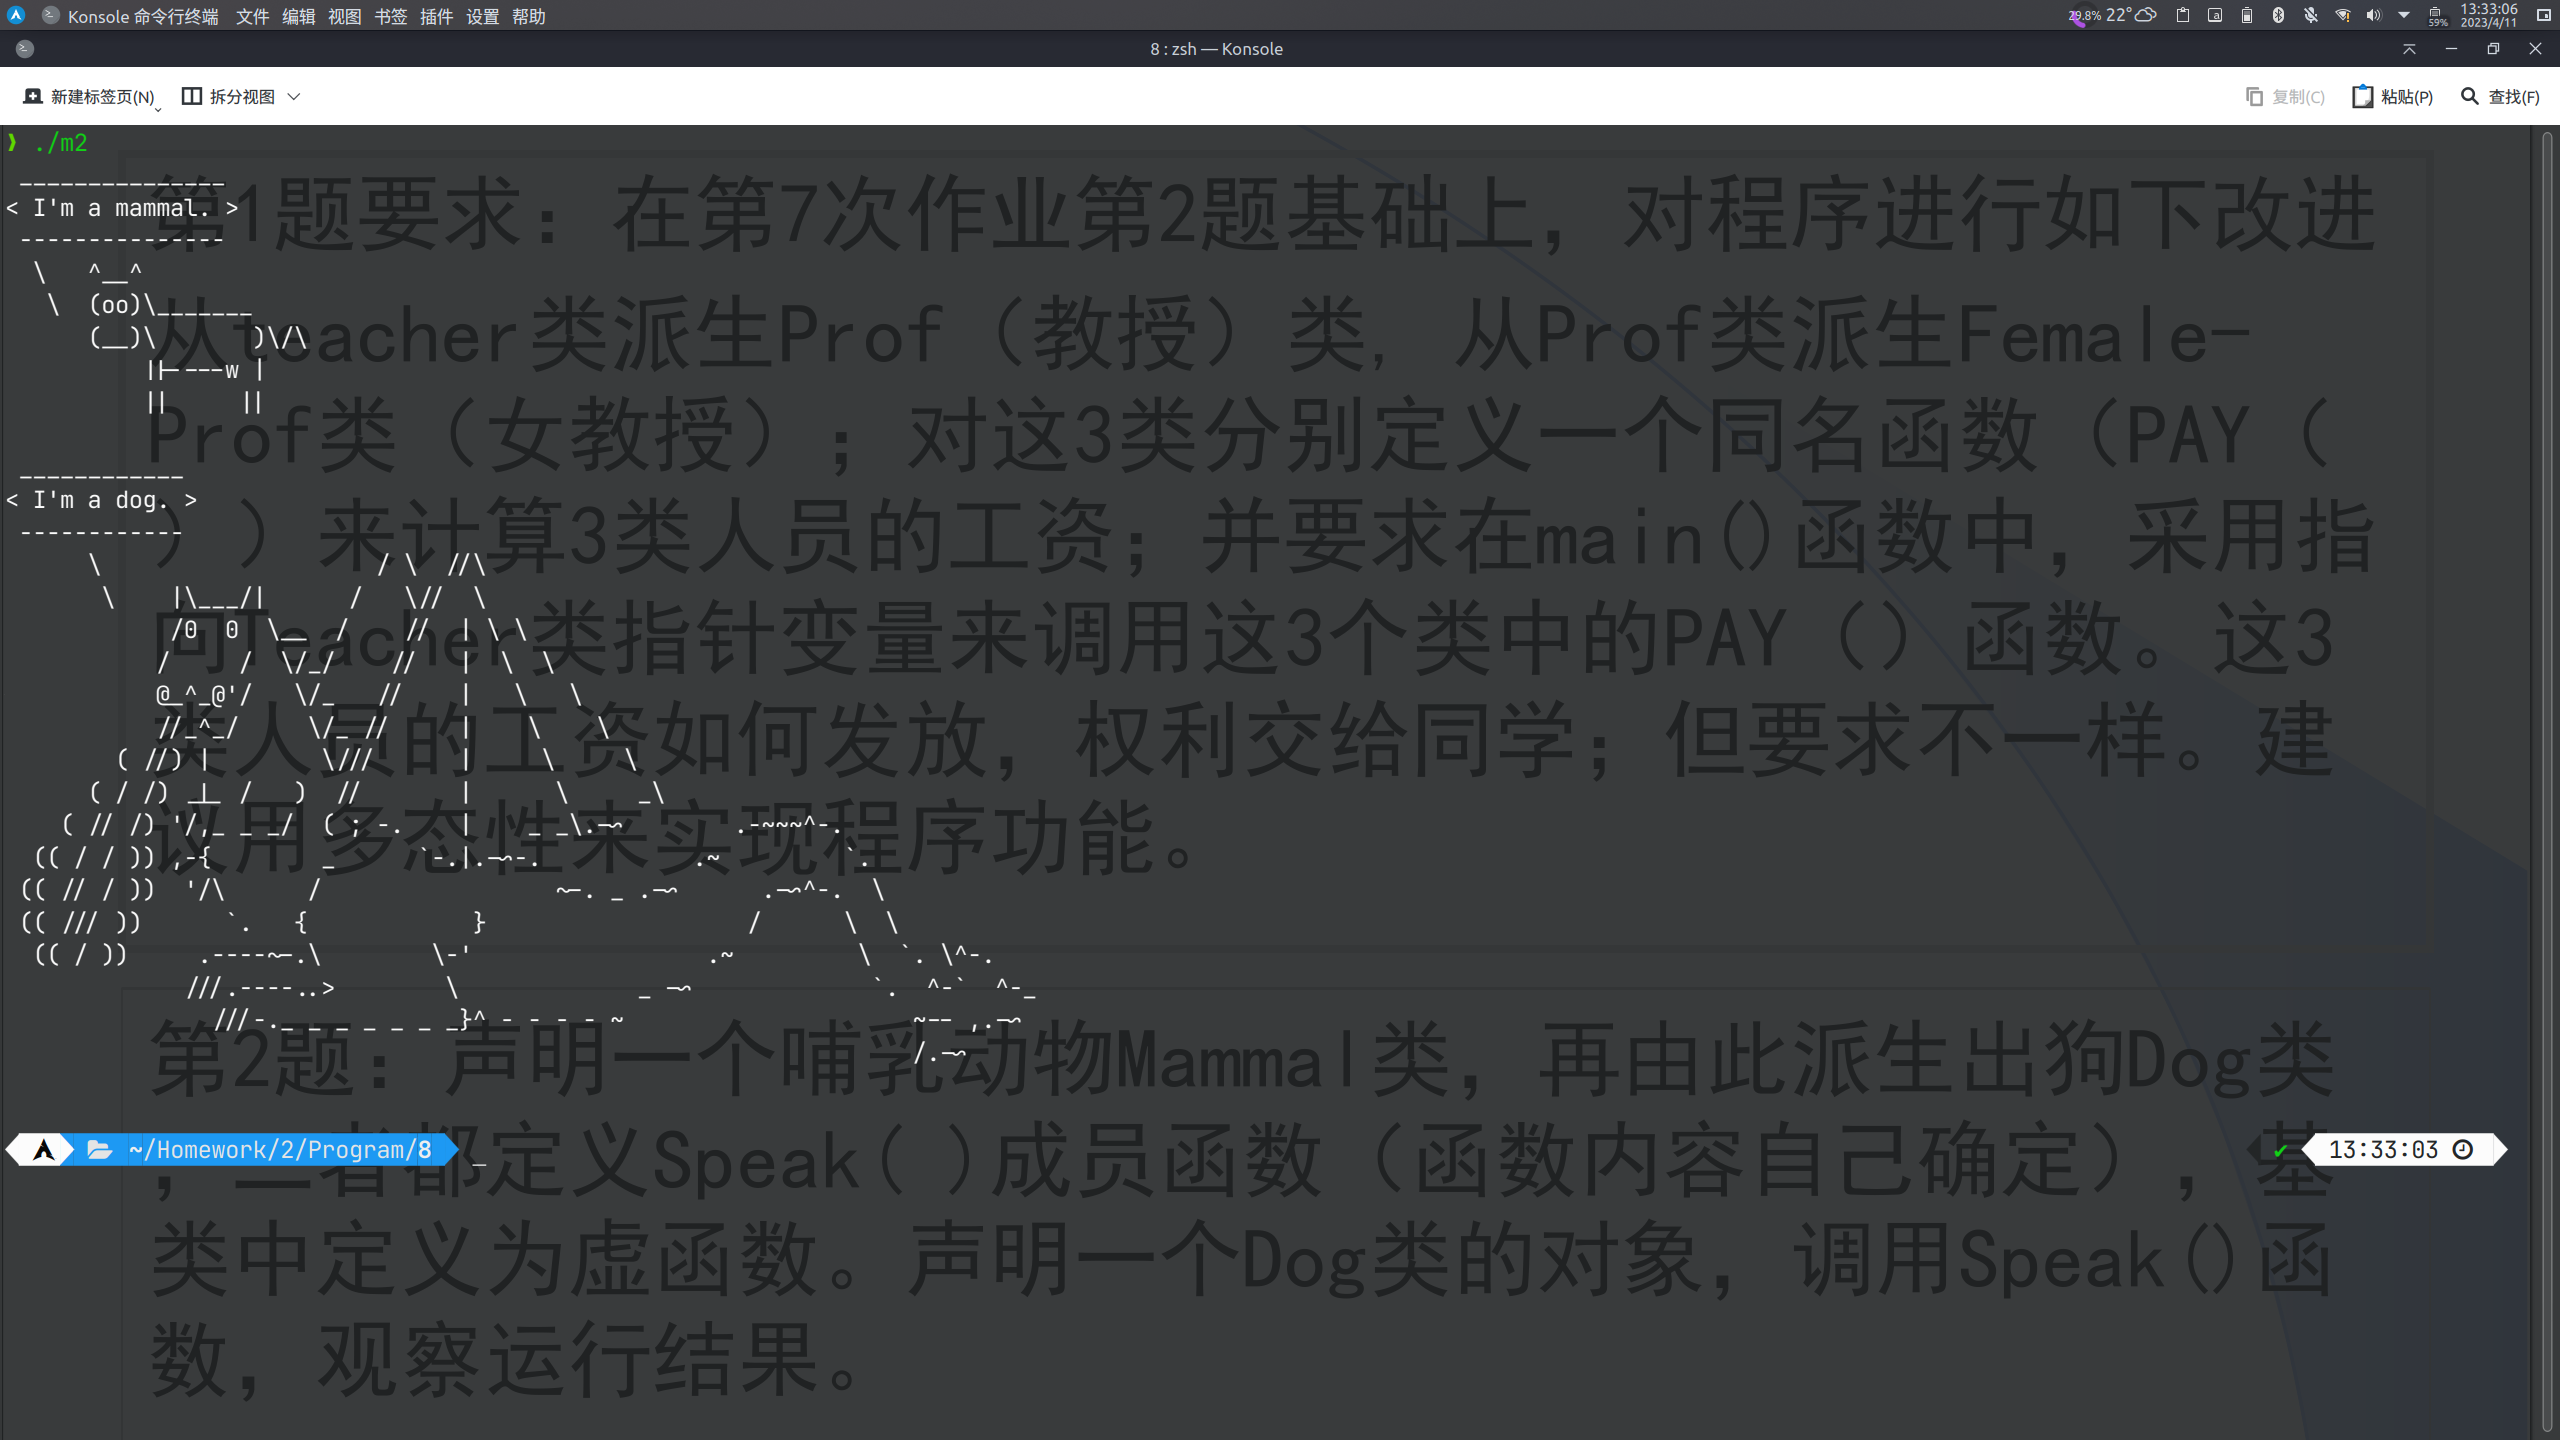 Konsole 命令行终端 文件 编辑 视图 书签 插件 设置 帮助 29.8% 22° a 59% 13:33:06
2023/4/11
8 : zsh — Konsole
新建标签页(N) 拆分视图 复制(C) 粘贴(P) 查找(F)
❯ ./m2
< I'm a mammal. >
\   ^__^
\  (oo)\_______
(__)\       )\/\
||----w |
||     ||
< I'm a dog. >
第1题要求：在第7次作业第2题基础上，对程序进行如下改进
从teacher类派生Prof（教授）类，从Prof类派生Female-
Prof类（女教授）；对这3类分别定义一个同名函数（PAY（
））来计算3类人员的工资；并要求在main()函数中，采用指
向Teacher类指针变量来调用这3个类中的PAY（）函数。这3
类人员的工资如何发放，权利交给同学；但要求不一样。建
议用多态性来实现程序功能。
第2题：声明一个哺乳动物Mammal类，再由此派生出狗Dog类
，二者都定义Speak( )成员函数（函数内容自己确定），基
类中定义为虚函数。声明一个Dog类的对象，调用Speak()函
数，观察运行结果。
~/Homework/2/Program/8 ✔ 13:33:03